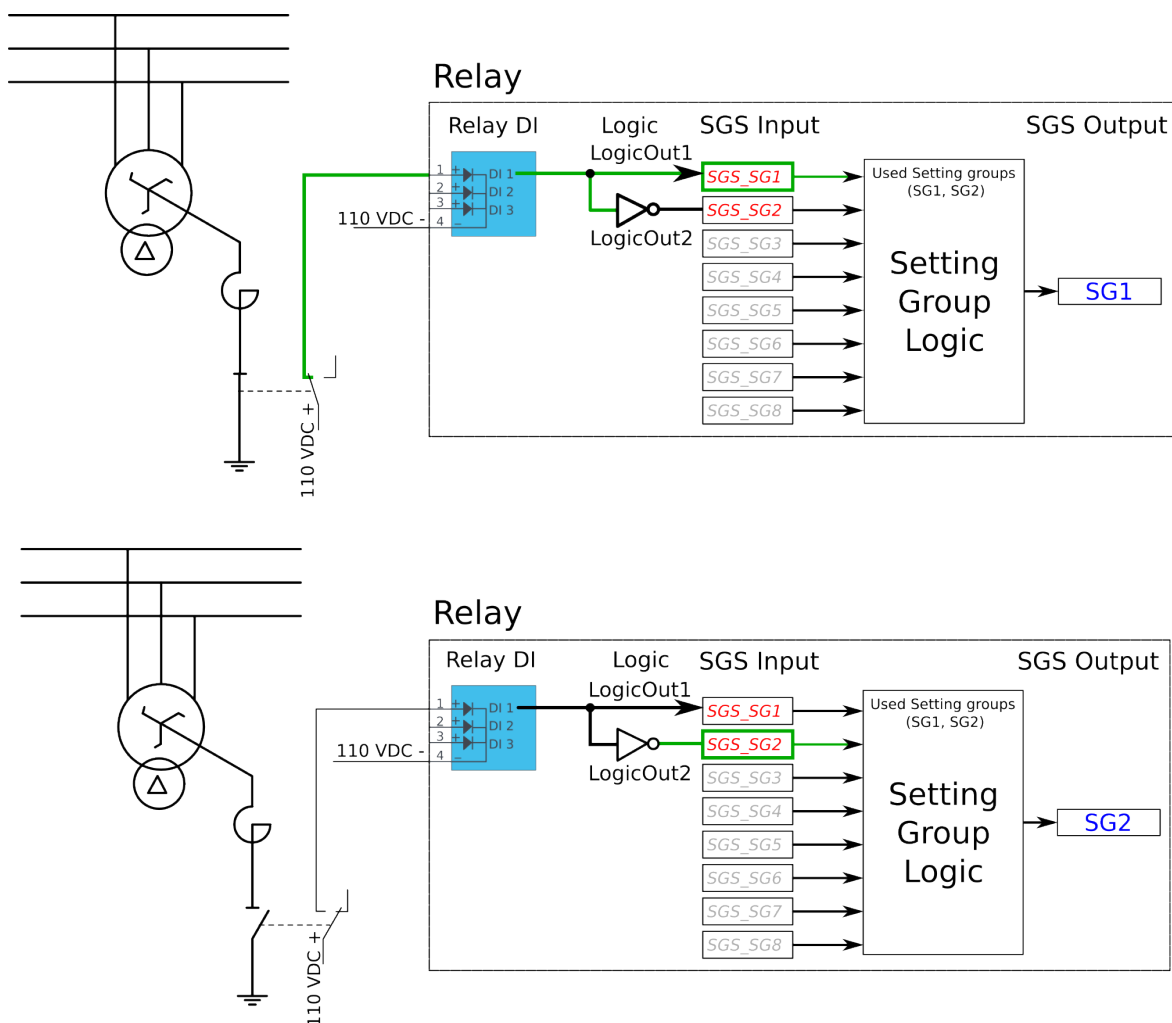 Relay
Relay DI
Logic
SGS Input
SGS Output
LogicOut1
1 +
DI 1
2 +
DI 2
3 +
DI 3
4 −
110 VDC -
LogicOut2
SGS_SG1
SGS_SG2
SGS_SG3
SGS_SG4
SGS_SG5
SGS_SG6
SGS_SG7
SGS_SG8
Used Setting groups
(SG1, SG2)
Setting
Group
Logic
SG1
Δ
110 VDC +
Relay
Relay DI
Logic
SGS Input
SGS Output
LogicOut1
1 +
DI 1
2 +
DI 2
3 +
DI 3
4 −
110 VDC -
LogicOut2
SGS_SG1
SGS_SG2
SGS_SG3
SGS_SG4
SGS_SG5
SGS_SG6
SGS_SG7
SGS_SG8
Used Setting groups
(SG1, SG2)
Setting
Group
Logic
SG2
Δ
110 VDC +